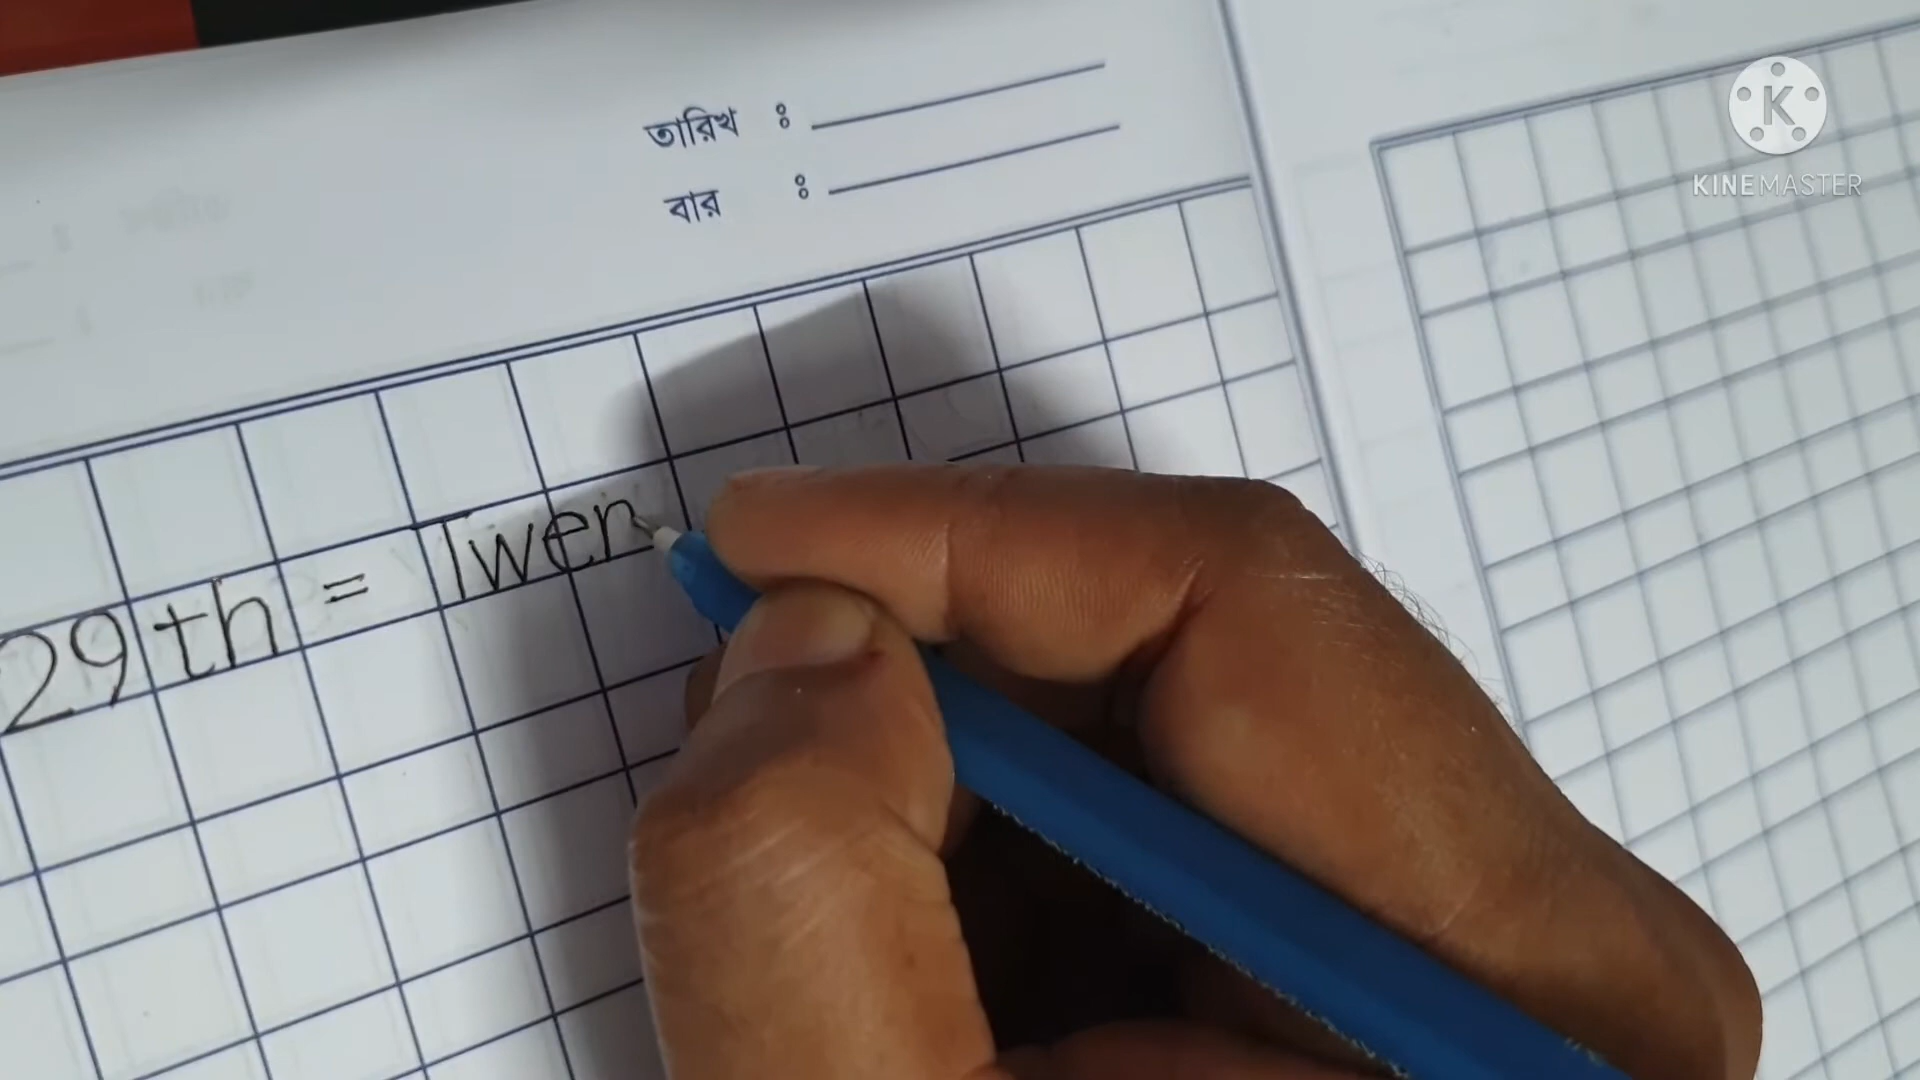 তারিখ :
বার :
29 th = Twen
KINEMASTER